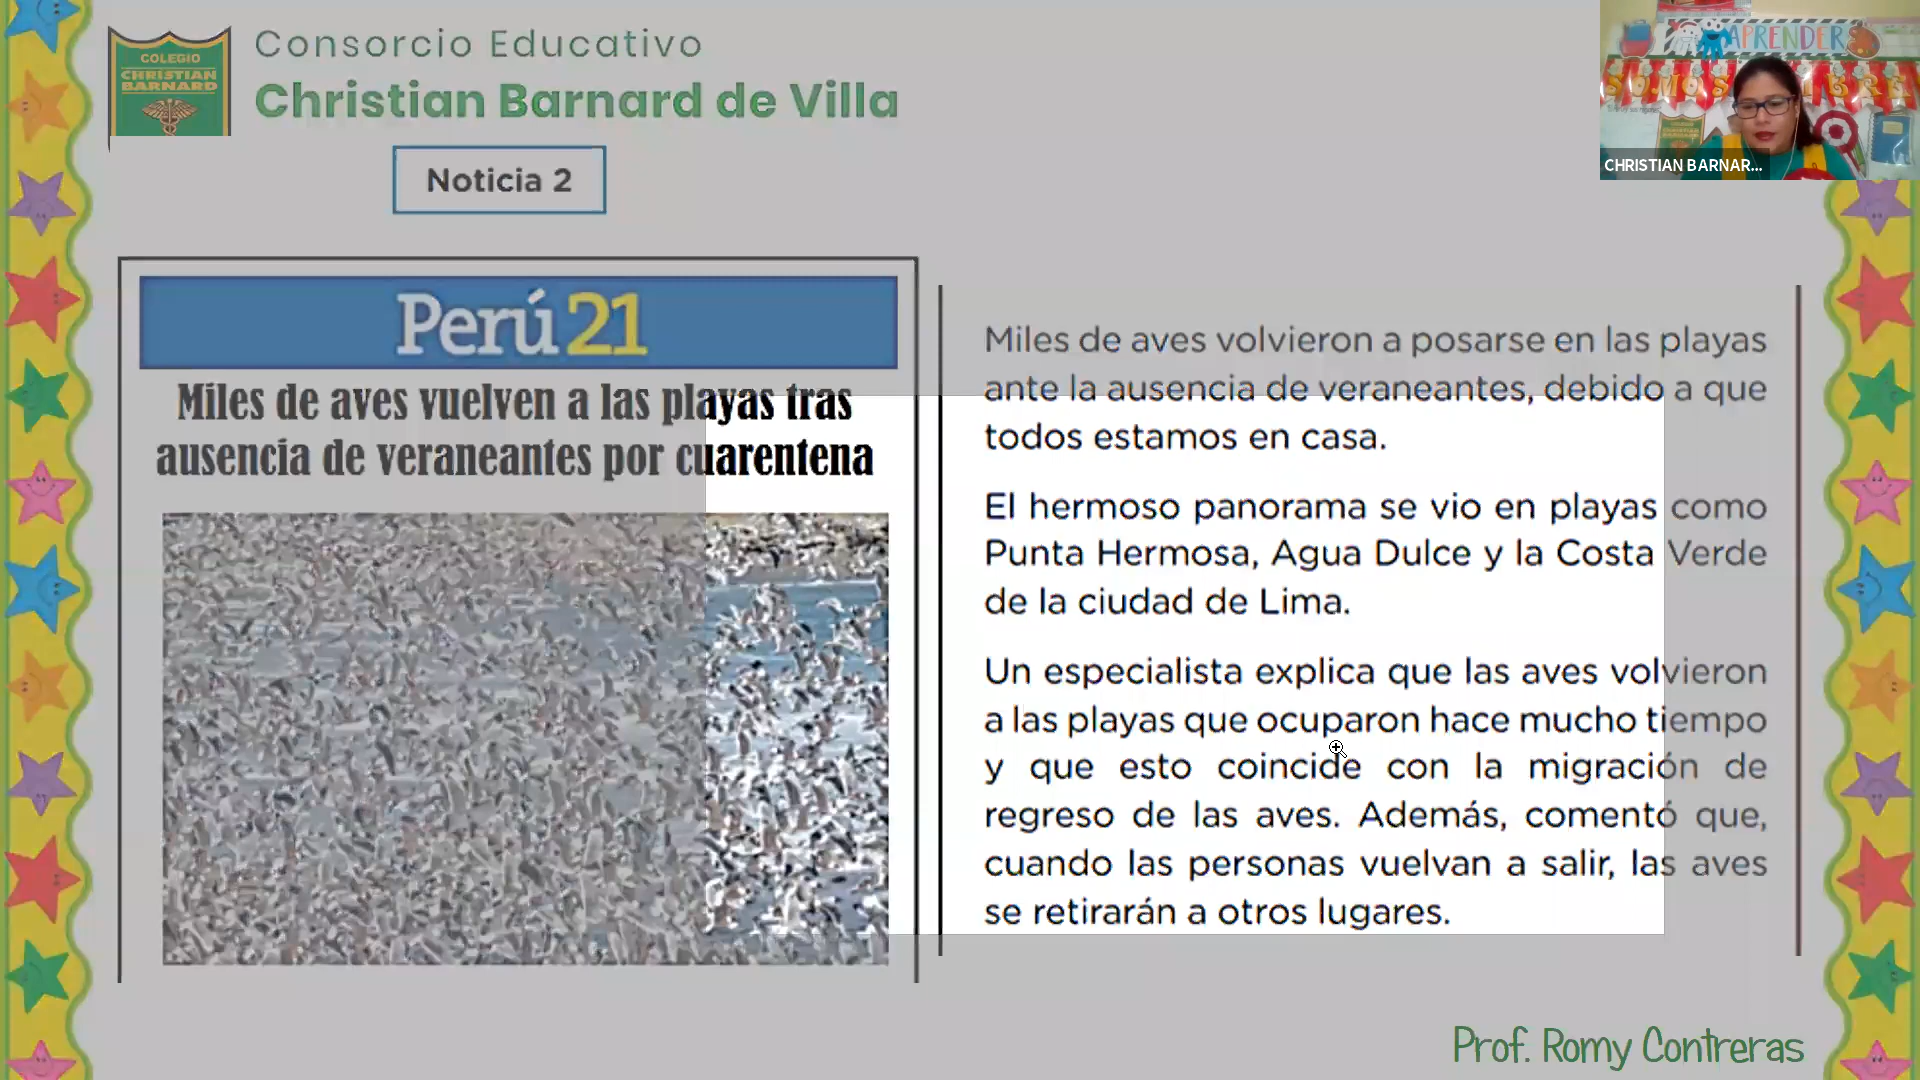 COLEGIO
CHRISTIAN
BARNARD
Consorcio Educativo
Christian Barnard de Villa
Noticia 2
APRENDER
CHRISTIAN BARNAR...
Perú21
Miles de aves vuelven a las playas tras
ausencia de veraneantes por cuarentena
Miles de aves volvieron a posarse en las playas
ante la ausencia de veraneantes, debido a que
todos estamos en casa.
El hermoso panorama se vio en playas como
Punta Hermosa, Agua Dulce y la Costa Verde
de la ciudad de Lima.
Un especialista explica que las aves volvieron
a las playas que ocuparon hace mucho tiempo
y que esto coincide con la migración de
regreso de las aves. Además, comentó que,
cuando las personas vuelvan a salir, las aves
se retirarán a otros lugares.
Prof. Romy Contreras